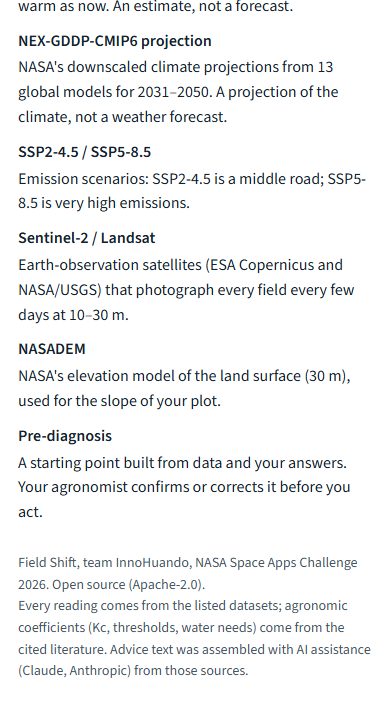 warm as now. An estimate, not a forecast.
NEX-GDDP-CMIP6 projection
NASA's downscaled climate projections from 13
global models for 2031–2050. A projection of the
climate, not a weather forecast.
SSP2-4.5 / SSP5-8.5
Emission scenarios: SSP2-4.5 is a middle road; SSP5-
8.5 is very high emissions.
Sentinel-2 / Landsat
Earth-observation satellites (ESA Copernicus and
NASA/USGS) that photograph every field every few
days at 10–30 m.
NASADEM
NASA's elevation model of the land surface (30 m),
used for the slope of your plot.
Pre-diagnosis
A starting point built from data and your answers.
Your agronomist confirms or corrects it before you
act.
Field Shift, team InnoHuando, NASA Space Apps Challenge
2026. Open source (Apache-2.0).
Every reading comes from the listed datasets; agronomic
coefficients (Kc, thresholds, water needs) come from the
cited literature. Advice text was assembled with AI assistance
(Claude, Anthropic) from those sources.